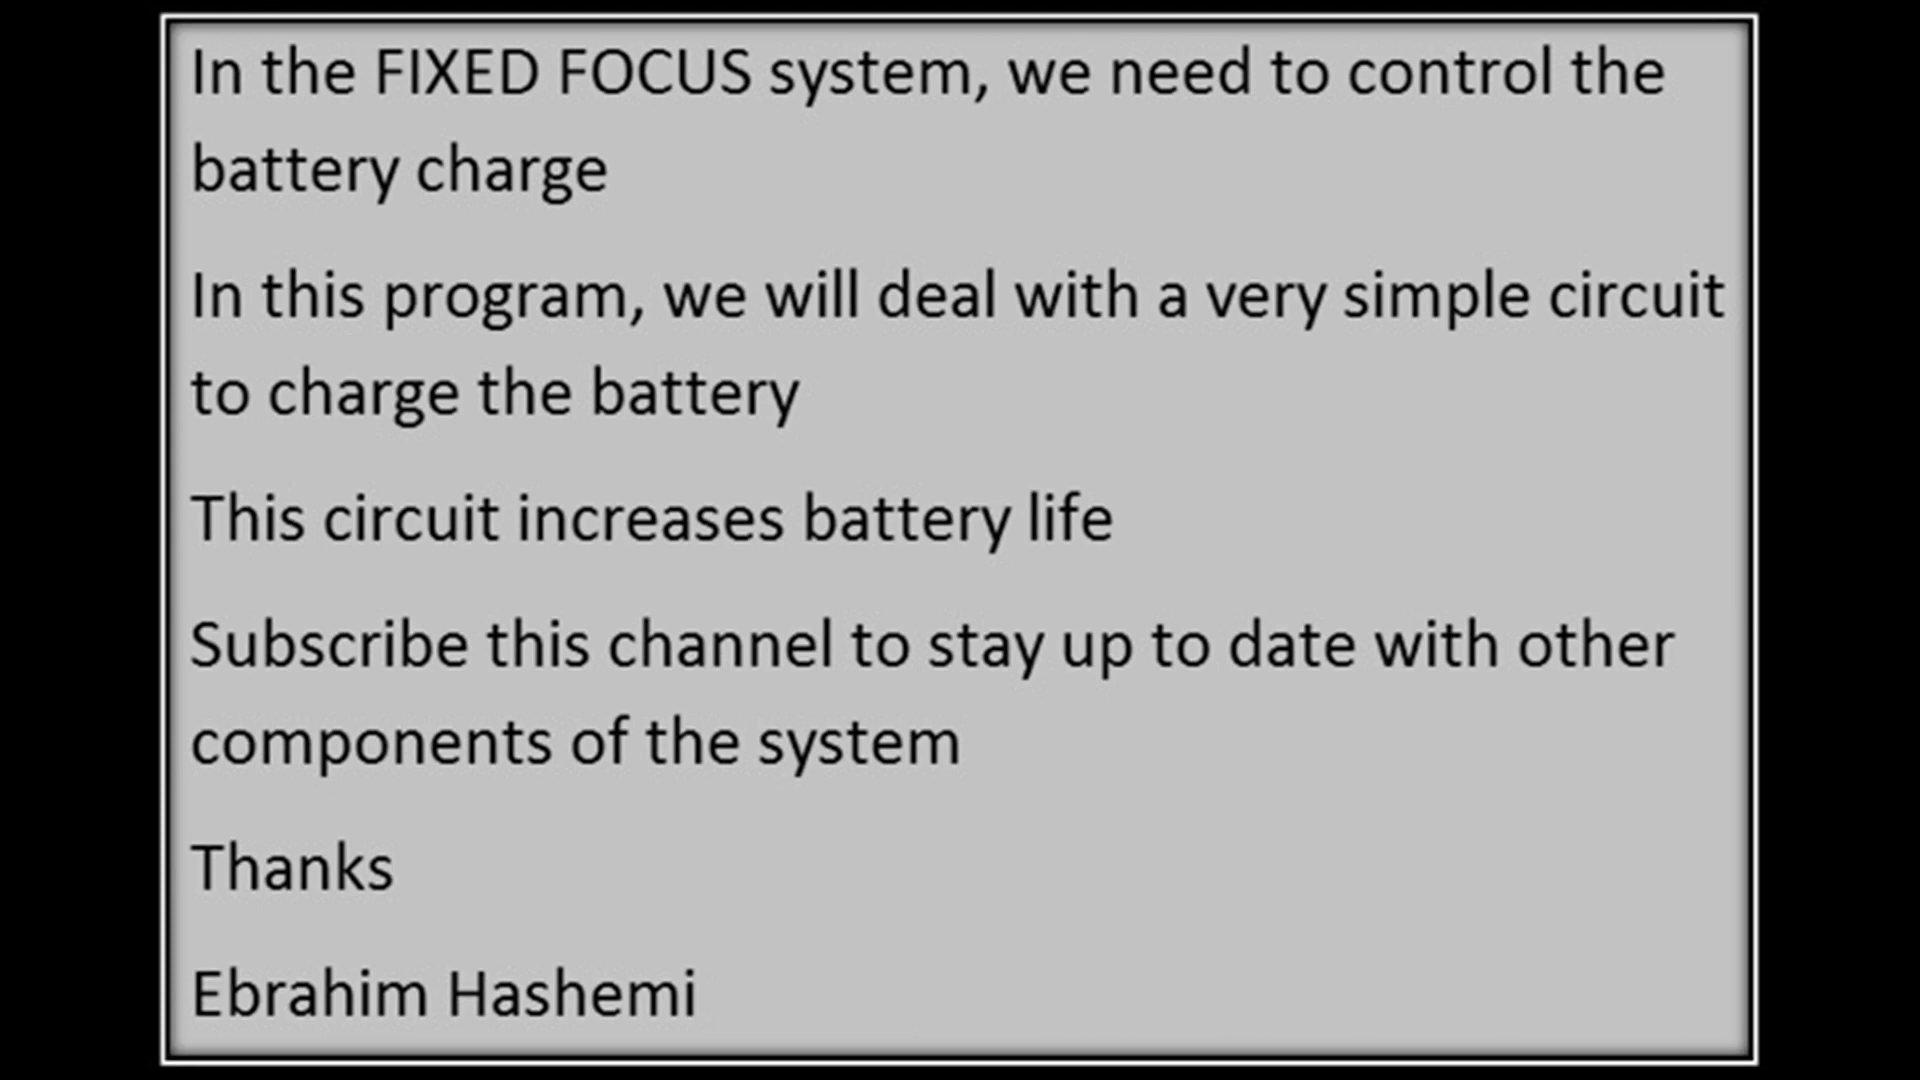 In the FIXED FOCUS system, we need to control the
battery charge
In this program, we will deal with a very simple circuit
to charge the battery
This circuit increases battery life
Subscribe this channel to stay up to date with other
components of the system
Thanks
Ebrahim Hashemi